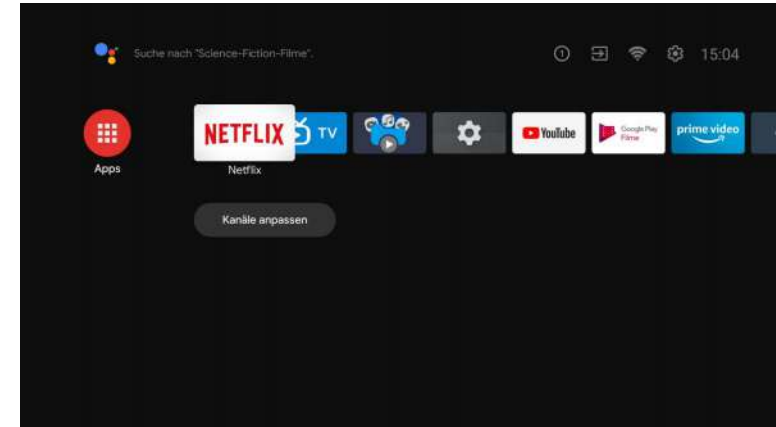 Suche nach "Science-Fiction-Filme".
1
15:04
NETFLIX
TV
YouTube
Google Play
Filme
prime video
Apps
Netflix
Kanäle anpassen